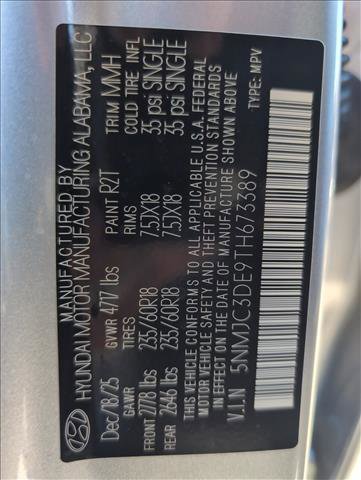 MANUFACTURED BY
HYUNDAI MOTOR MANUFACTURING ALABAMA, LLC
Dec/18/25 GVWR 4717 lbs PAINT R2T TRIM MMH
GAWR TIRES RIMS COLD TIRE INFL
FRONT 2778 lbs 235/60R18 7.5JX18 35 psi SINGLE
REAR 2646 lbs 235/60R18 7.5JX18 35 psi SINGLE
THIS VEHICLE CONFORMS TO ALL APPLICABLE U.S. FEDERAL
MOTOR VEHICLE SAFETY AND THEFT PREVENTION STANDARDS
IN EFFECT ON THE DATE OF MANUFACTURE SHOWN ABOVE
V.I.N 5NMJC3DE9TH673389 TYPE: MPV